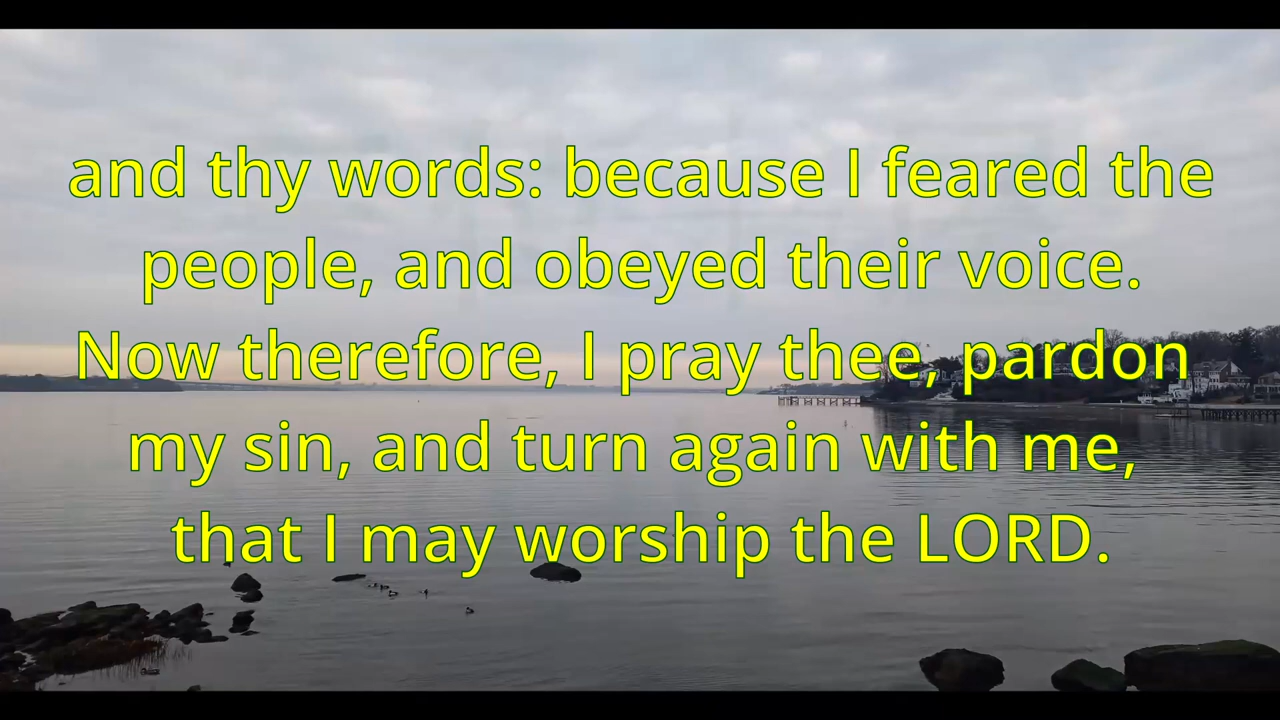 and thy words: because I feared the
people, and obeyed their voice.
Now therefore, I pray thee, pardon
my sin, and turn again with me,
that I may worship the LORD.